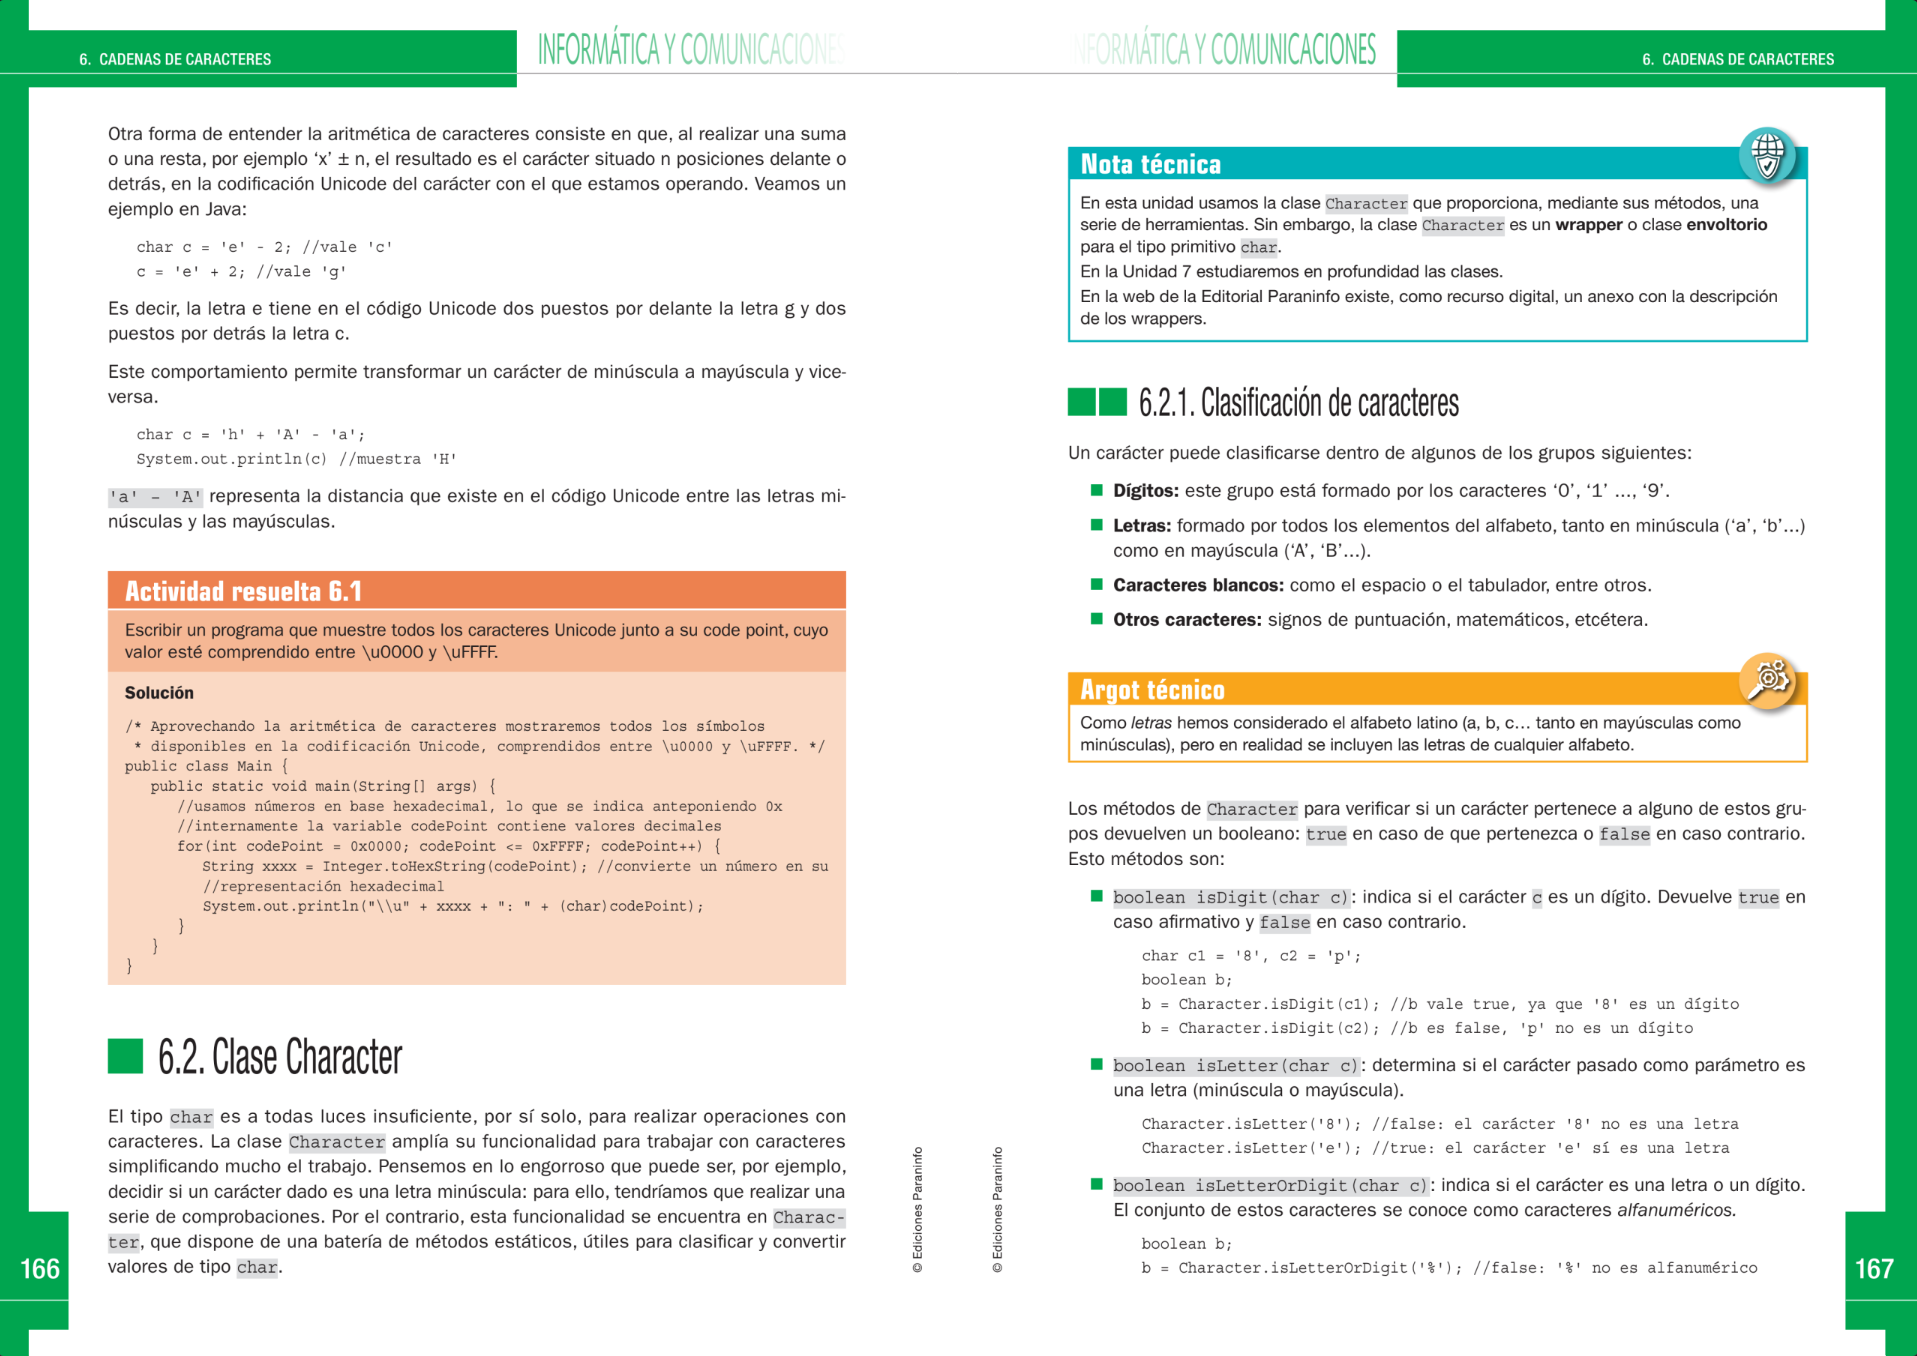 6. CADENAS DE CARACTERES
INFORMÁTICA Y COMUNICACIONES
Otra forma de entender la aritmética de caracteres consiste en que, al realizar una suma
o una resta, por ejemplo ‘x’ ± n, el resultado es el carácter situado n posiciones delante o
detrás, en la codificación Unicode del carácter con el que estamos operando. Veamos un
ejemplo en Java:
char c = 'e' - 2; //vale 'c'
c = 'e' + 2; //vale 'g'
Es decir, la letra e tiene en el código Unicode dos puestos por delante la letra g y dos
puestos por detrás la letra c.
Este comportamiento permite transformar un carácter de minúscula a mayúscula y vice-
versa.
char c = 'h' + 'A' - 'a';
System.out.println(c) //muestra 'H'
'a' – 'A' representa la distancia que existe en el código Unicode entre las letras mi-
núsculas y las mayúsculas.
Actividad resuelta 6.1
Escribir un programa que muestre todos los caracteres Unicode junto a su code point, cuyo
valor esté comprendido entre \u0000 y \uFFFF.
Solución
/* Aprovechando la aritmética de caracteres mostraremos todos los símbolos
* disponibles en la codificación Unicode, comprendidos entre \u0000 y \uFFFF. */
public class Main {
public static void main(String[] args) {
//usamos números en base hexadecimal, lo que se indica anteponiendo 0x
//internamente la variable codePoint contiene valores decimales
for(int codePoint = 0x0000; codePoint <= 0xFFFF; codePoint++) {
String xxxx = Integer.toHexString(codePoint); //convierte un número en su
//representación hexadecimal
System.out.println("\\u" + xxxx + ": " + (char)codePoint);
}
}
}
6.2. Clase Character
El tipo char es a todas luces insuficiente, por sí solo, para realizar operaciones con
caracteres. La clase Character amplía su funcionalidad para trabajar con caracteres
simplificando mucho el trabajo. Pensemos en lo engorroso que puede ser, por ejemplo,
decidir si un carácter dado es una letra minúscula: para ello, tendríamos que realizar una
serie de comprobaciones. Por el contrario, esta funcionalidad se encuentra en Charac-
ter, que dispone de una batería de métodos estáticos, útiles para clasificar y convertir
valores de tipo char.
166
© Ediciones Paraninfo
INFORMÁTICA Y COMUNICACIONES
6. CADENAS DE CARACTERES
Nota técnica
En esta unidad usamos la clase Character que proporciona, mediante sus métodos, una
serie de herramientas. Sin embargo, la clase Character es un wrapper o clase envoltorio
para el tipo primitivo char.
En la Unidad 7 estudiaremos en profundidad las clases.
En la web de la Editorial Paraninfo existe, como recurso digital, un anexo con la descripción
de los wrappers.
6.2.1. Clasificación de caracteres
Un carácter puede clasificarse dentro de algunos de los grupos siguientes:
Dígitos: este grupo está formado por los caracteres ‘0’, ‘1’ ..., ‘9’.
Letras: formado por todos los elementos del alfabeto, tanto en minúscula (‘a’, ‘b’...)
como en mayúscula (‘A’, ‘B’...).
Caracteres blancos: como el espacio o el tabulador, entre otros.
Otros caracteres: signos de puntuación, matemáticos, etcétera.
Argot técnico
Como letras hemos considerado el alfabeto latino (a, b, c… tanto en mayúsculas como
minúsculas), pero en realidad se incluyen las letras de cualquier alfabeto.
Los métodos de Character para verificar si un carácter pertenece a alguno de estos gru-
pos devuelven un booleano: true en caso de que pertenezca o false en caso contrario.
Esto métodos son:
boolean isDigit(char c): indica si el carácter c es un dígito. Devuelve true en
caso afirmativo y false en caso contrario.
char c1 = '8', c2 = 'p';
boolean b;
b = Character.isDigit(c1); //b vale true, ya que '8' es un dígito
b = Character.isDigit(c2); //b es false, 'p' no es un dígito
boolean isLetter(char c): determina si el carácter pasado como parámetro es
una letra (minúscula o mayúscula).
Character.isLetter('8'); //false: el carácter '8' no es una letra
Character.isLetter('e'); //true: el carácter 'e' sí es una letra
boolean isLetterOrDigit(char c): indica si el carácter es una letra o un dígito.
El conjunto de estos caracteres se conoce como caracteres alfanuméricos.
boolean b;
b = Character.isLetterOrDigit('%'); //false: '%' no es alfanumérico
© Ediciones Paraninfo
167